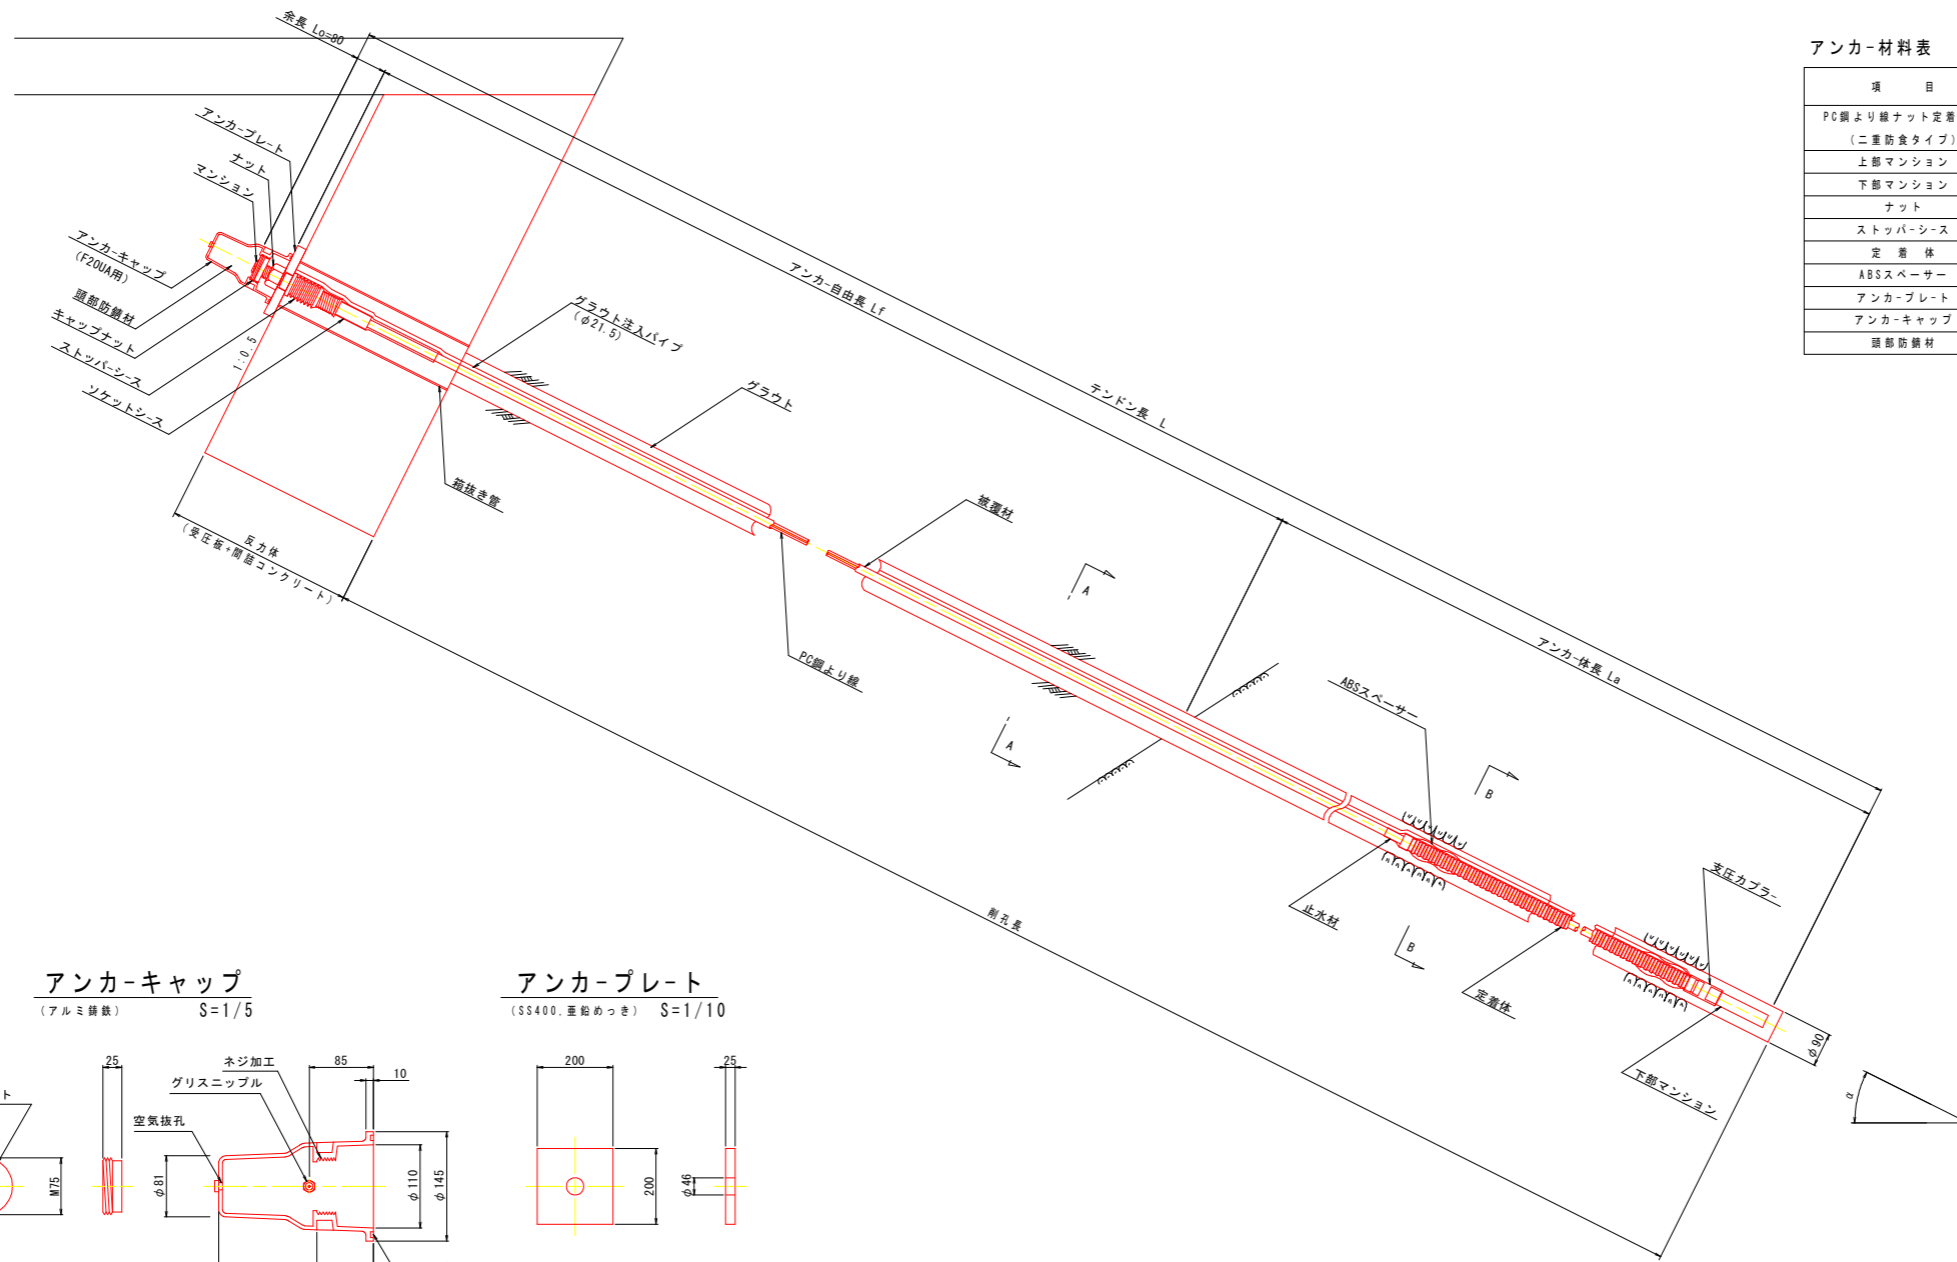 余長 Lo=80
アンカープレート
ナット
マンション
アンカーキャップ
(F20UA用)
頭部防錆材
キャップナット
ストッパーシース
ソケットシース
1:0.5
反力体
(受圧板+間詰コンクリート)
箱抜き管
グラウト注入パイプ
(φ21.5)
グラウト
アンカー自由長 Lf
テンドン長 L
PC鋼より線
被覆材
A
A
削孔長
アンカー体長 La
ABSスペーサー
B
B
止水材
定着体
支圧カプラー
下部マンション
φ90
α
アンカー材料表
項 目
PC鋼より線ナット定着
(二重防食タイプ)
上部マンション
下部マンション
ナット
ストッパーシース
定 着 体
ABSスペーサー
アンカープレート
アンカーキャップ
頭部防錆材
アンカーキャップ
(アルミ鋳鉄) S=1/5
ト
M75
25
ネジ加工
グリスニップル
空気抜孔
85
10
φ81
φ110
φ145
アンカープレート
(SS400,亜鉛めっき) S=1/10
200
200
25
φ46